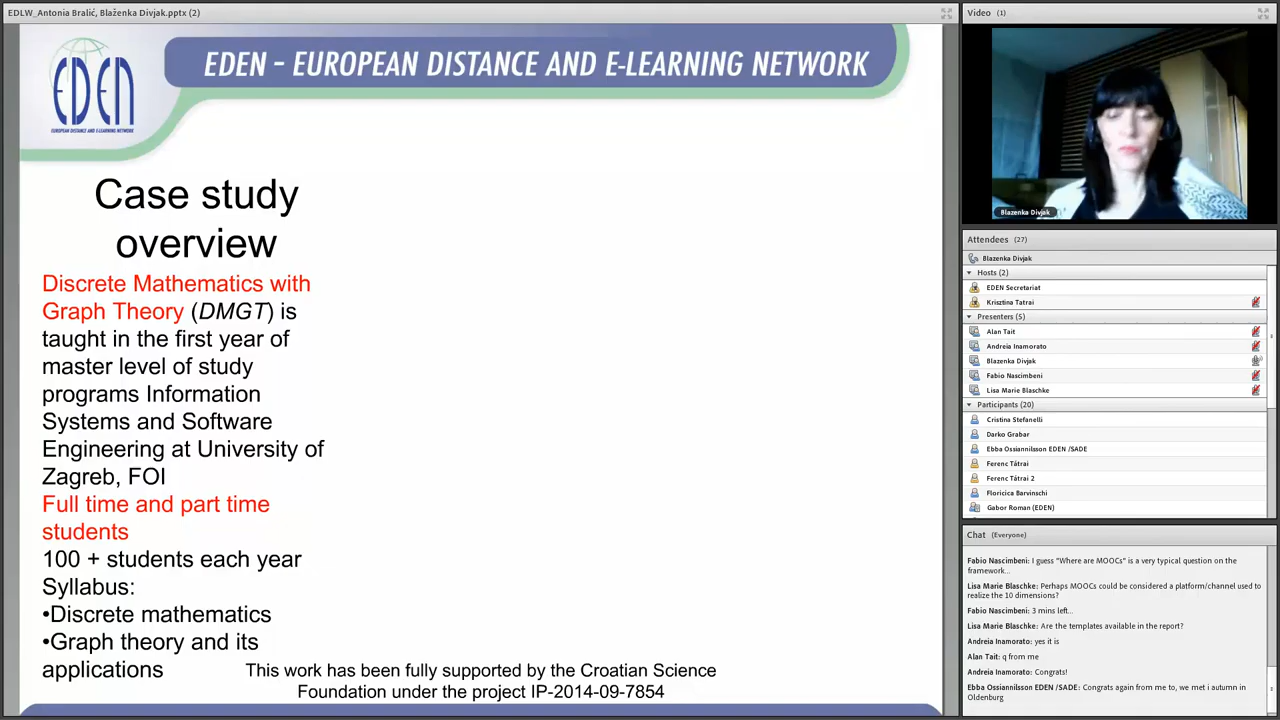 EDLW_Antonia Bralić, Blaženka Divjak.pptx (2)
EDEN
EUROPEAN DISTANCE AND E-LEARNING NETWORK
EDEN – EUROPEAN DISTANCE AND E-LEARNING NETWORK
Case study
overview
Discrete Mathematics with
Graph Theory (DMGT) is
taught in the first year of
master level of study
programs Information
Systems and Software
Engineering at University of
Zagreb, FOI
Full time and part time
students
100 + students each year
Syllabus:
•Discrete mathematics
•Graph theory and its
applications
This work has been fully supported by the Croatian Science
Foundation under the project IP-2014-09-7854
Video (1)
Blazenka Divjak
Attendees (27)
Blazenka Divjak
Hosts (2)
EDEN Secretariat
Krisztina Tatrai
Presenters (5)
Alan Tait
Andreia Inamorato
Blazenka Divjak
Fabio Nascimbeni
Lisa Marie Blaschke
Participants (20)
Cristina Stefanelli
Darko Grabar
Ebba Ossiannilsson EDEN /SADE
Ferenc Tátrai
Ferenc Tátrai 2
Floricica Barvinschi
Gabor Roman (EDEN)
Chat (Everyone)
Fabio Nascimbeni: I guess "Where are MOOCs" is a very typical question on the
framework...
Lisa Marie Blaschke: Perhaps MOOCs could be considered a platform/channel used to
realize the 10 dimensions?
Fabio Nascimbeni: 3 mins left...
Lisa Marie Blaschke: Are the templates available in the report?
Andreia Inamorato: yes it is
Alan Tait: q from me
Andreia Inamorato: Congrats!
Ebba Ossiannilsson EDEN /SADE: Congrats again from me to, we met i autumn in
Oldenburg